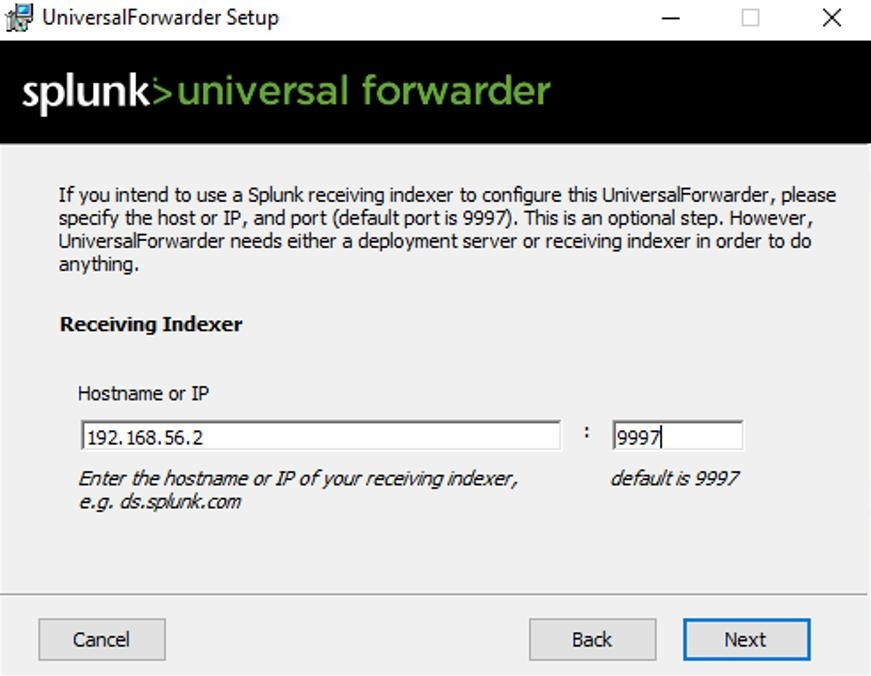 UniversalForwarder Setup
splunk>universal forwarder
If you intend to use a Splunk receiving indexer to configure this UniversalForwarder, please
specify the host or IP, and port (default port is 9997). This is an optional step. However,
UniversalForwarder needs either a deployment server or receiving indexer in order to do
anything.
Receiving Indexer
Hostname or IP
192.168.56.2 : 9997
Enter the hostname or IP of your receiving indexer, default is 9997
e.g. ds.splunk.com
Cancel Back Next